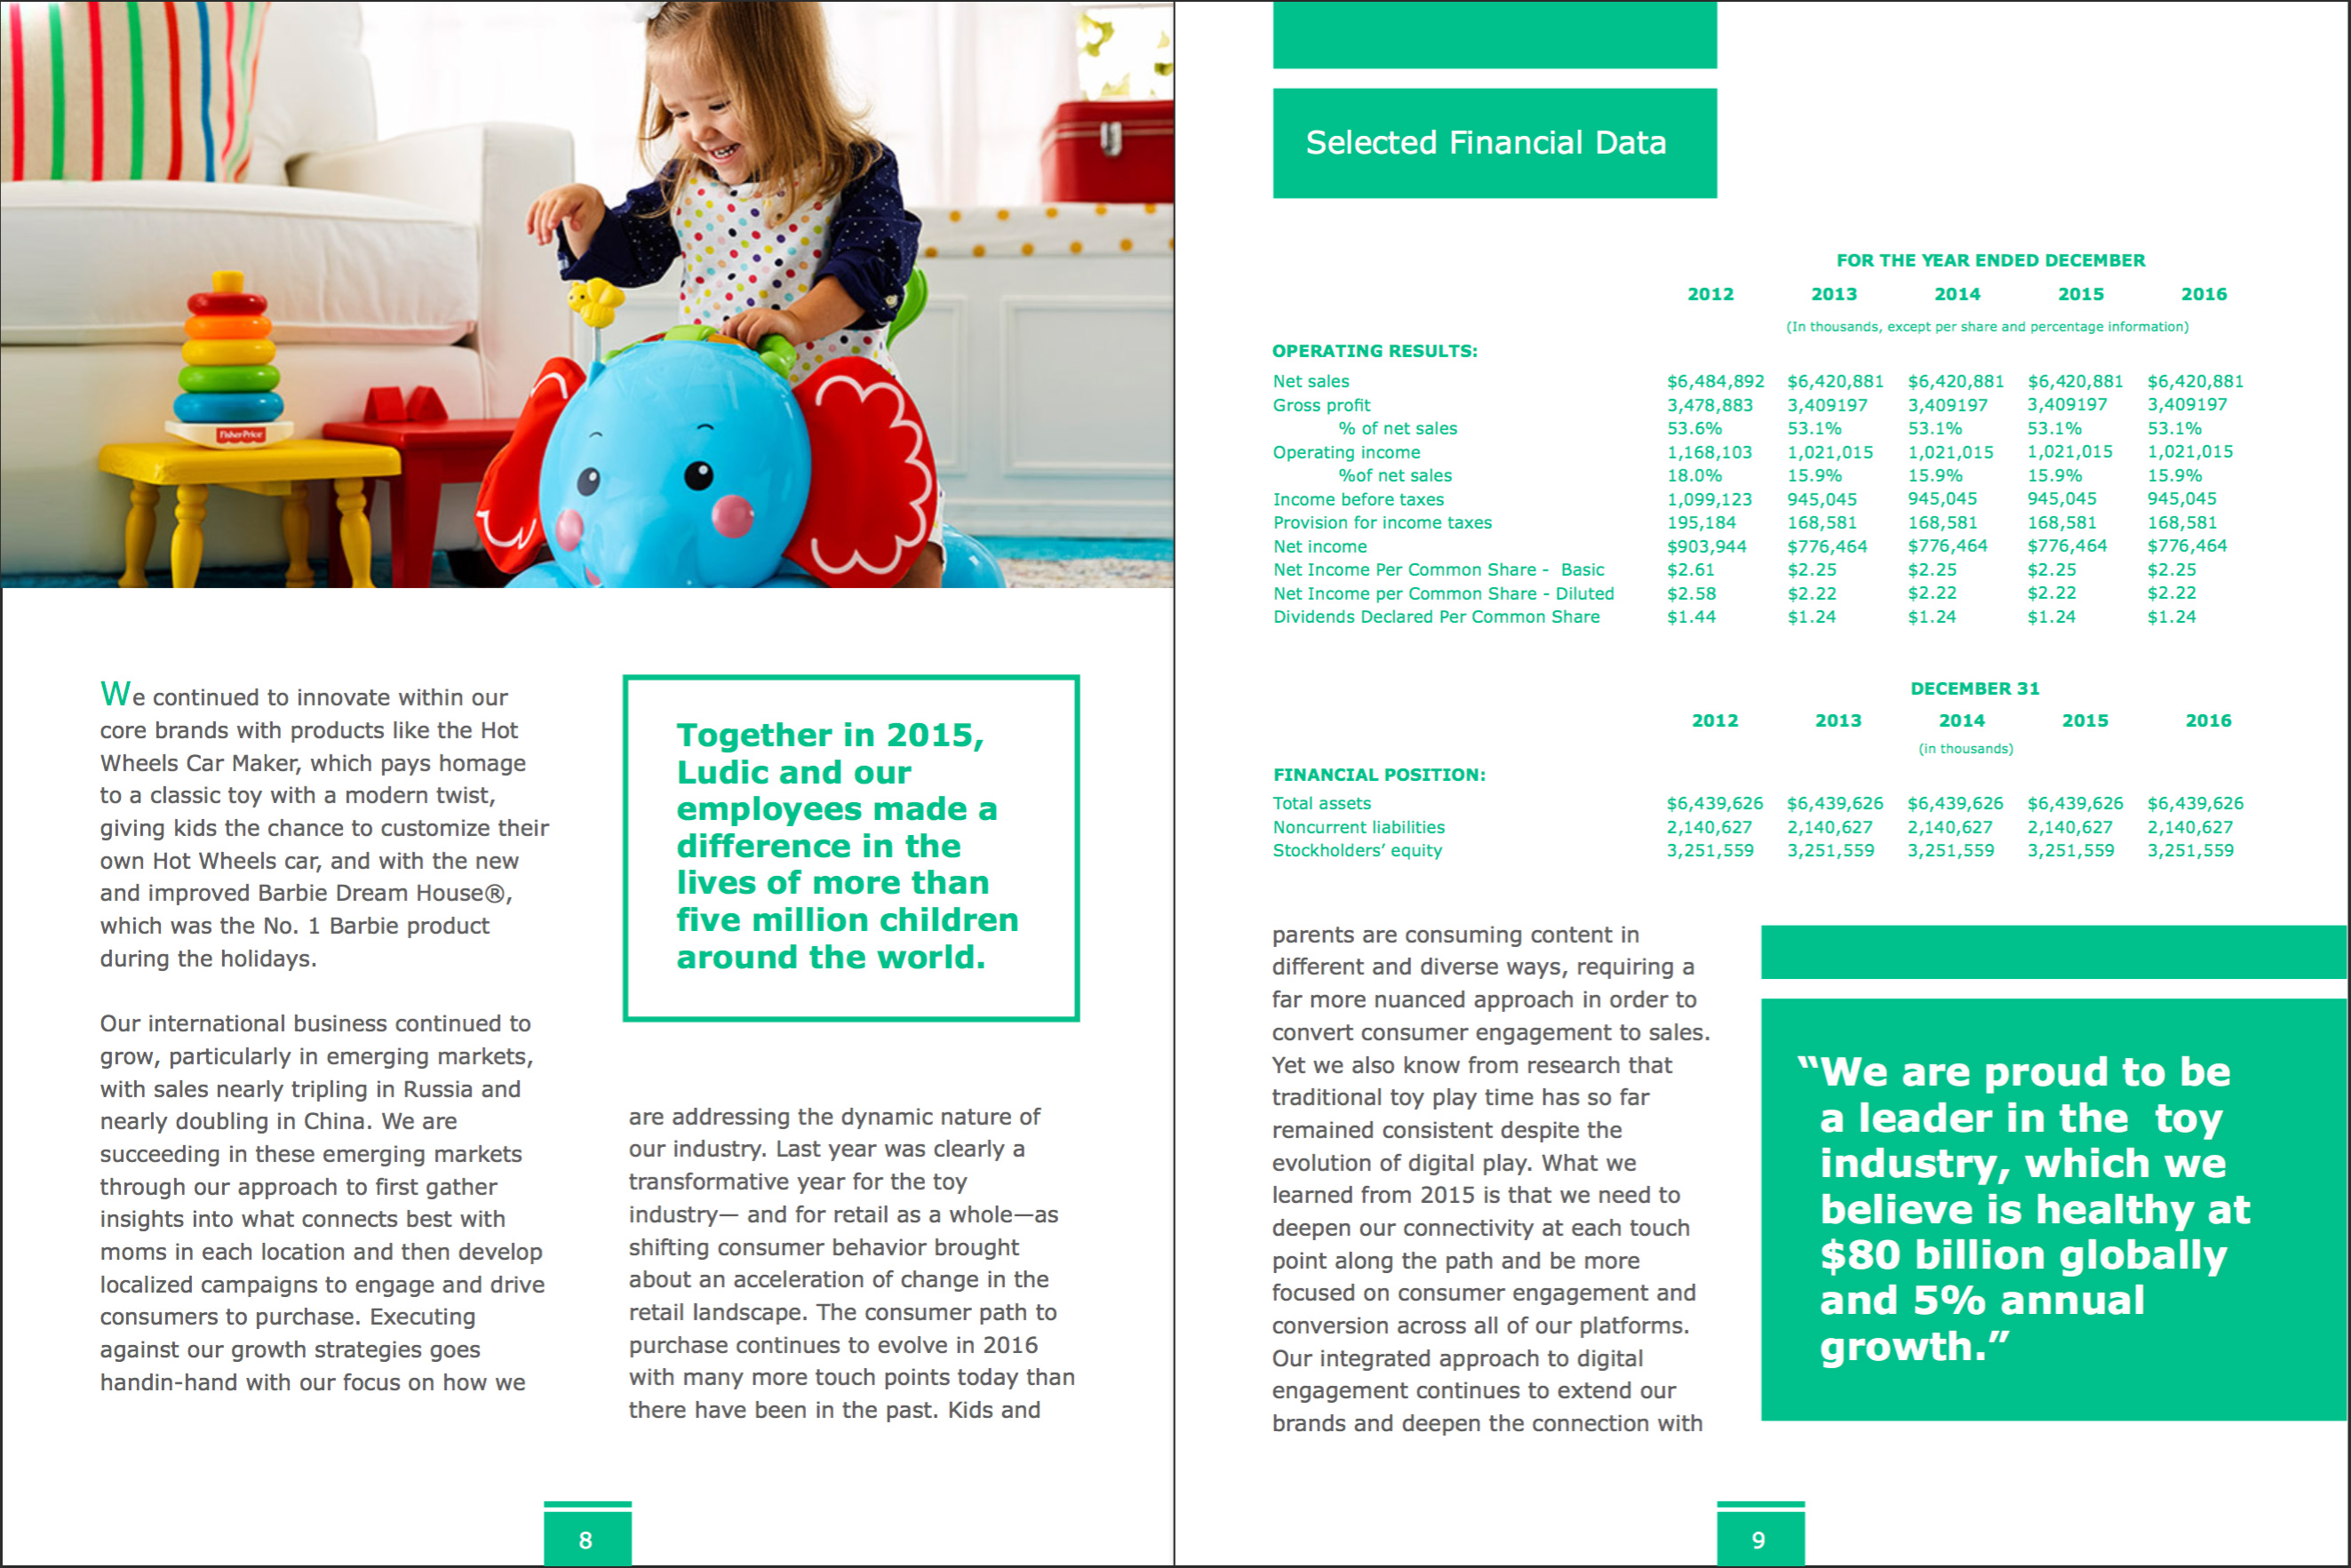 Fisher-Price
We continued to innovate within our
core brands with products like the Hot
Wheels Car Maker, which pays homage
to a classic toy with a modern twist,
giving kids the chance to customize their
own Hot Wheels car, and with the new
and improved Barbie Dream House®,
which was the No. 1 Barbie product
during the holidays.
Our international business continued to
grow, particularly in emerging markets,
with sales nearly tripling in Russia and
nearly doubling in China. We are
succeeding in these emerging markets
through our approach to first gather
insights into what connects best with
moms in each location and then develop
localized campaigns to engage and drive
consumers to purchase. Executing
against our growth strategies goes
handin-hand with our focus on how we
Together in 2015,
Ludic and our
employees made a
difference in the
lives of more than
five million children
around the world.
are addressing the dynamic nature of
our industry. Last year was clearly a
transformative year for the toy
industry— and for retail as a whole—as
shifting consumer behavior brought
about an acceleration of change in the
retail landscape. The consumer path to
purchase continues to evolve in 2016
with many more touch points today than
there have been in the past. Kids and
8
Selected Financial Data
FOR THE YEAR ENDED DECEMBER
2012 2013 2014 2015 2016
(In thousands, except per share and percentage information)
OPERATING RESULTS:
Net sales $6,484,892 $6,420,881 $6,420,881 $6,420,881 $6,420,881
Gross profit 3,478,883 3,409197 3,409197 3,409197 3,409197
% of net sales 53.6% 53.1% 53.1% 53.1% 53.1%
Operating income 1,168,103 1,021,015 1,021,015 1,021,015 1,021,015
%of net sales 18.0% 15.9% 15.9% 15.9% 15.9%
Income before taxes 1,099,123 945,045 945,045 945,045 945,045
Provision for income taxes 195,184 168,581 168,581 168,581 168,581
Net income $903,944 $776,464 $776,464 $776,464 $776,464
Net Income Per Common Share - Basic $2.61 $2.25 $2.25 $2.25 $2.25
Net Income per Common Share - Diluted $2.58 $2.22 $2.22 $2.22 $2.22
Dividends Declared Per Common Share $1.44 $1.24 $1.24 $1.24 $1.24
DECEMBER 31
2012 2013 2014 2015 2016
(in thousands)
FINANCIAL POSITION:
Total assets $6,439,626 $6,439,626 $6,439,626 $6,439,626 $6,439,626
Noncurrent liabilities 2,140,627 2,140,627 2,140,627 2,140,627 2,140,627
Stockholders’ equity 3,251,559 3,251,559 3,251,559 3,251,559 3,251,559
parents are consuming content in
different and diverse ways, requiring a
far more nuanced approach in order to
convert consumer engagement to sales.
Yet we also know from research that
traditional toy play time has so far
remained consistent despite the
evolution of digital play. What we
learned from 2015 is that we need to
deepen our connectivity at each touch
point along the path and be more
focused on consumer engagement and
conversion across all of our platforms.
Our integrated approach to digital
engagement continues to extend our
brands and deepen the connection with
“We are proud to be
a leader in the toy
industry, which we
believe is healthy at
$80 billion globally
and 5% annual
growth.”
9